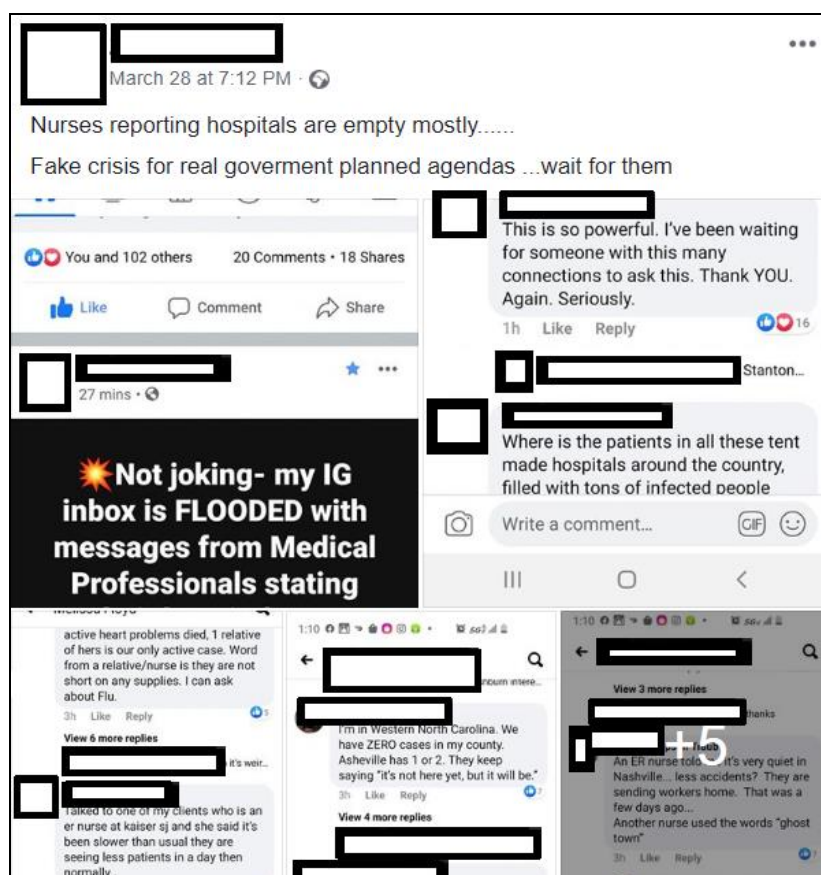 March 28 at 7:12 PM ·
Nurses reporting hospitals are empty mostly......
Fake crisis for real goverment planned agendas ...wait for them
You and 102 others 20 Comments • 18 Shares
Like Comment Share
27 mins •
💥Not joking- my IG
inbox is FLOODED with
messages from Medical
Professionals stating
This is so powerful. I've been waiting
for someone with this many
connections to ask this. Thank YOU.
Again. Seriously.
1h Like Reply 16
Stanton...
Where is the patients in all these tent
made hospitals around the country,
filled with tons of infected people
Write a comment... GIF
active heart problems died, 1 relative
of hers is our only active case. Word
from a relative/nurse is they are not
short on any supplies. I can ask
about Flu.
3h Like Reply 5
View 6 more replies
it's weir...
Talked to one of my clients who is an
er nurse at kaiser sj and she said it's
been slower than usual they are
seeing less patients in a day then
normally
1:10
I'm in Western North Carolina. We
have ZERO cases in my county.
Asheville has 1 or 2. They keep
saying "it's not here yet, but it will be."
3h Like Reply 7
View 4 more replies
1:10
View 3 more replies
thanks
+5
An ER nurse told it's very quiet in
Nashville... less accidents? They are
sending workers home. That was a
few days ago...
Another nurse used the words "ghost
town"
3h Like Reply 7